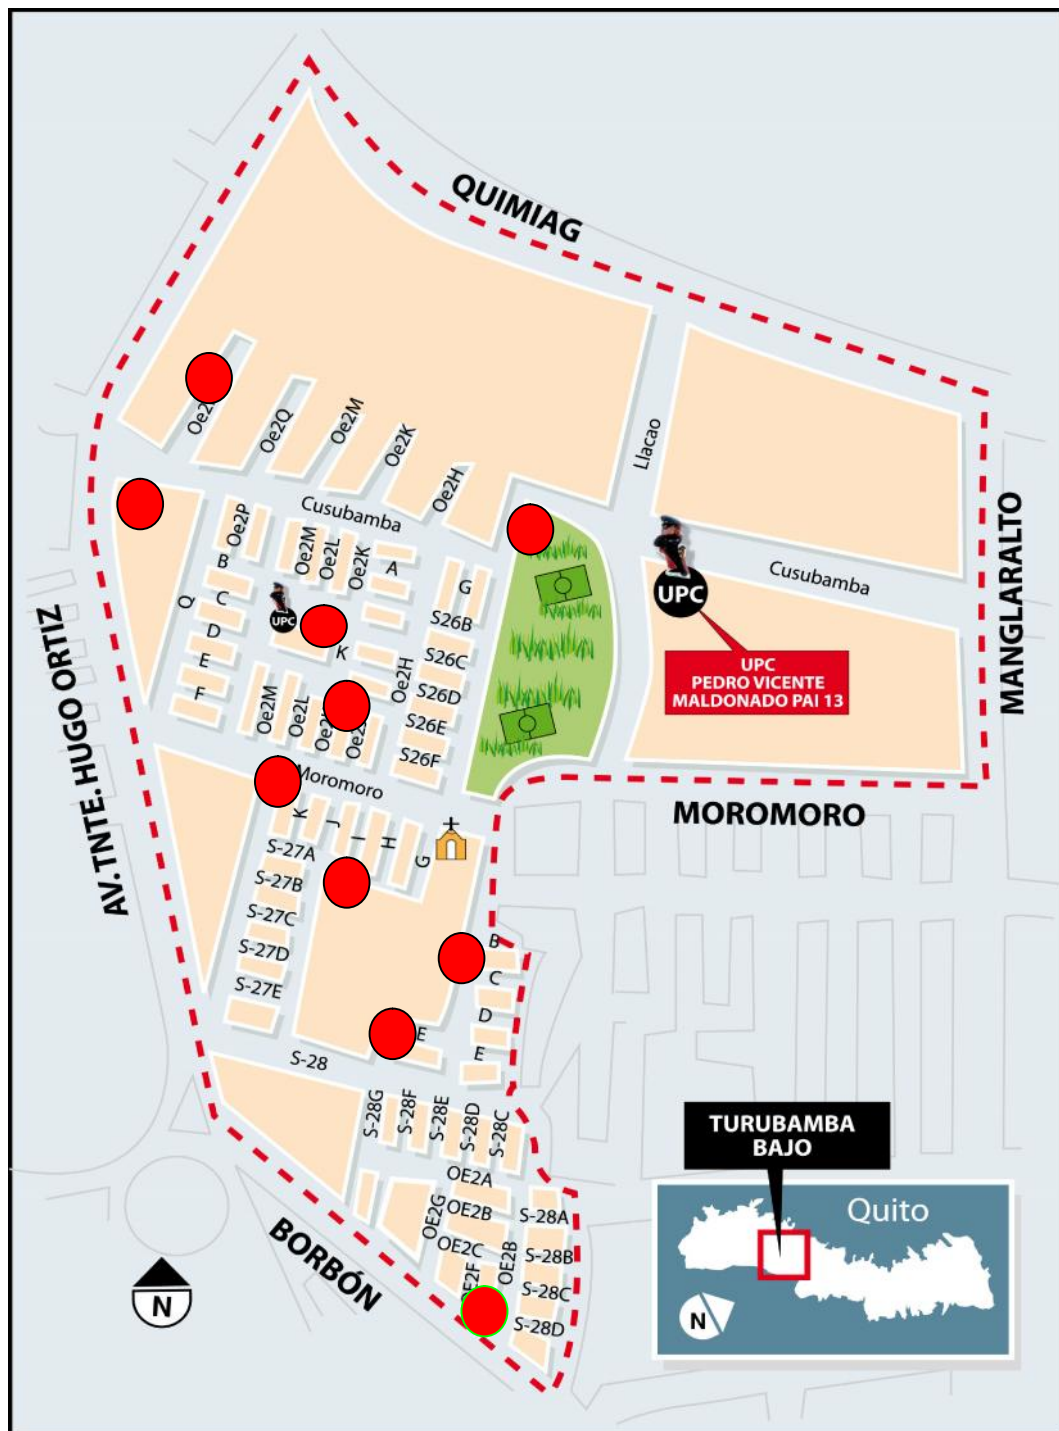 QUIMIAG
Llacao
Oe2Q
Oe2M
Oe2K
Oe2H
Cusubamba
Oe2P
Oe2M
Oe2L
Oe2K
A
B
C
Q
D
E
F
UPC
K
Oe2H
G
S26B
S26C
S26D
S26E
S26F
Oe2M
Oe2L
UPC
Cusubamba
UPC
PEDRO VICENTE
MALDONADO PAI 13
MANGLARALTO
AV. TNTE. HUGO ORTIZ
Moromoro
MOROMORO
K
J
I
H
G
S-27A
S-27B
S-27C
S-27D
S-27E
B
C
D
E
E
S-28
S-28G
S-28F
S-28E
S-28D
S-28C
OE2A
OE2G
OE2B
OE2C
OE2B
S-28A
S-28B
S-28C
S-28D
BORBÓN
N
TURUBAMBA
BAJO
Quito
N